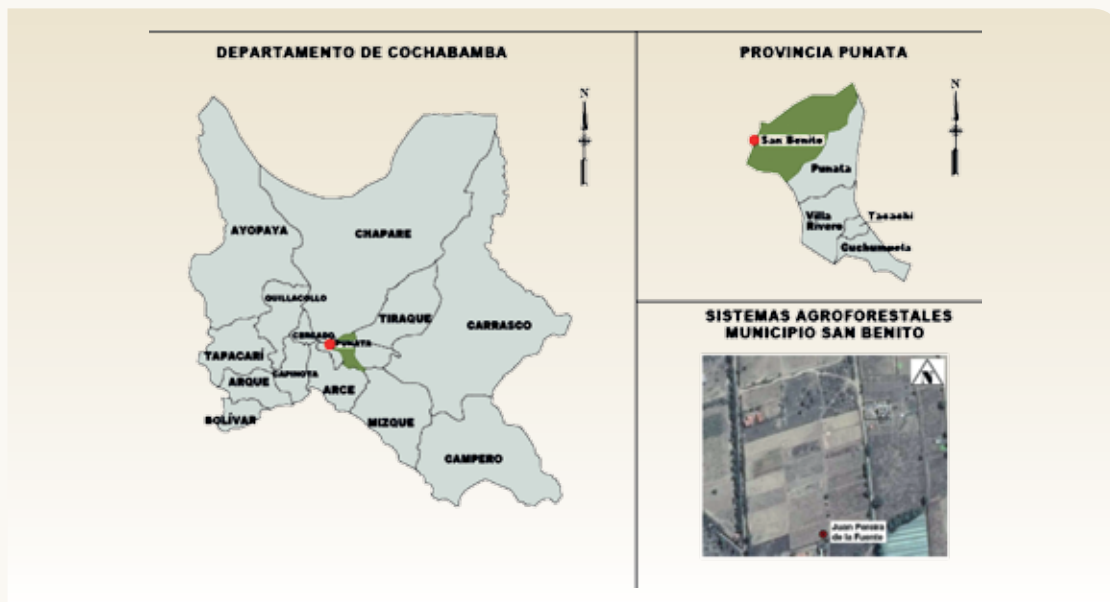 DEPARTAMENTO DE COCHABAMBA
N
AYOPAYA
CHAPARE
QUILLACOLLO
TIRAQUE
CARRASCO
CERCADO
PUNATA
TAPACARÍ
CAPINOTA
ARQUE
ARCE
BOLÍVAR
MIZQUE
CAMPERO
PROVINCIA PUNATA
N
San Benito
Punata
Villa
Rivero
Tacachi
Cuchumuela
SISTEMAS AGROFORESTALES
MUNICIPIO SAN BENITO
N
Juan Pereira
de la Fuente